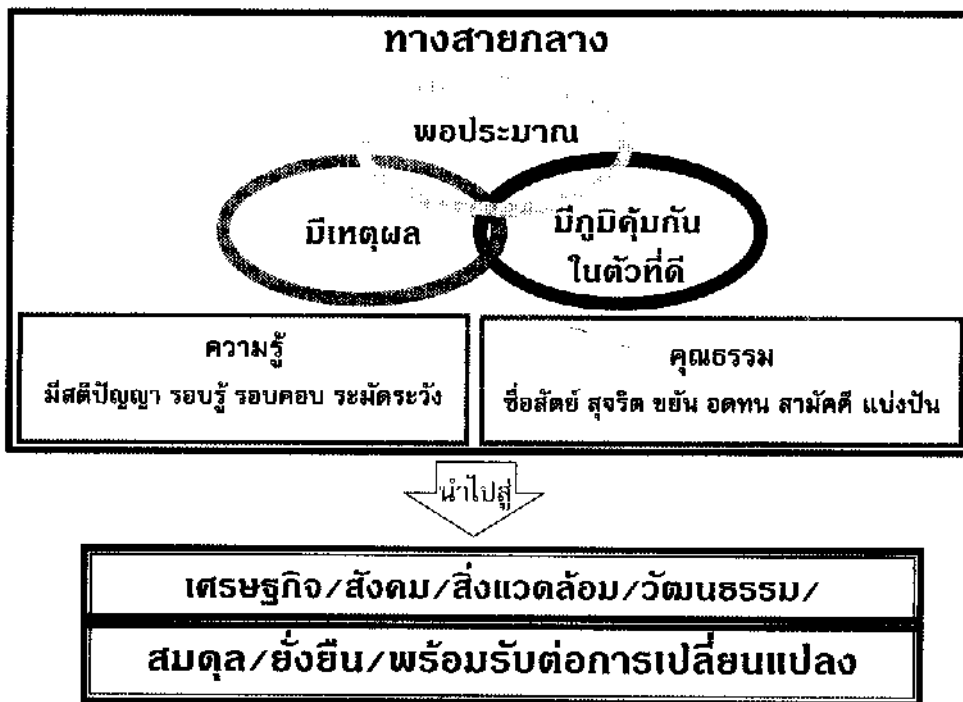 ทางสายกลาง
พอประมาณ
มีเหตุผล
มีภูมิคุ้มกัน
ในตัวที่ดี
ความรู้
มีสติปัญญา รอบรู้ รอบคอบ ระมัดระวัง
คุณธรรม
ซื่อสัตย์ สุจริต ขยัน อดทน สามัคคี แบ่งปัน
นำไปสู่
เศรษฐกิจ/สังคม/สิ่งแวดล้อม/วัฒนธรรม/
สมดุล/ยั่งยืน/พร้อมรับต่อการเปลี่ยนแปลง